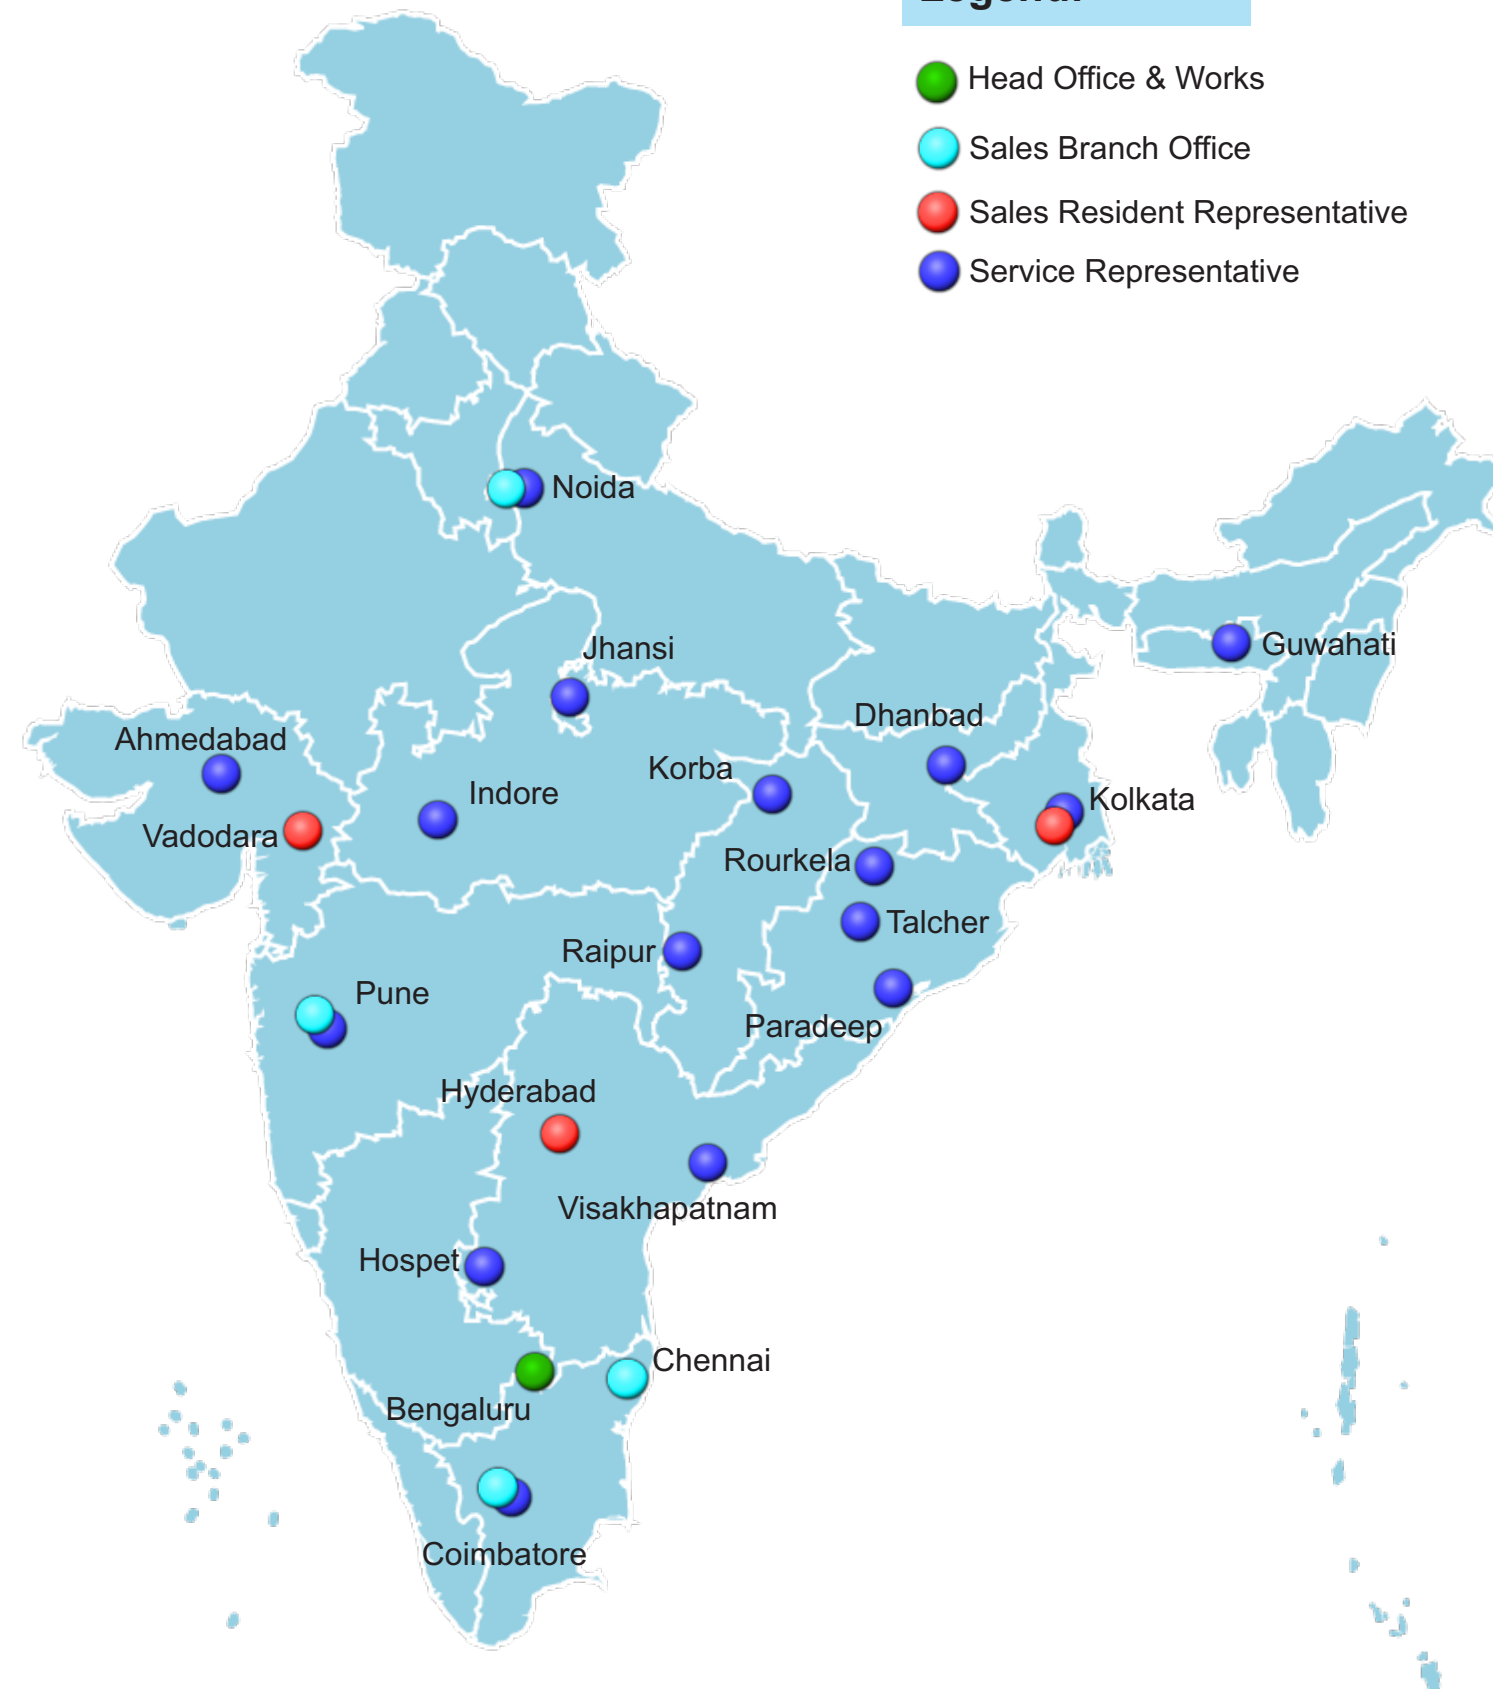 Legend:
Head Office & Works
Sales Branch Office
Sales Resident Representative
Service Representative
Noida
Jhansi
Guwahati
Dhanbad
Ahmedabad
Korba
Indore
Kolkata
Vadodara
Rourkela
Talcher
Raipur
Pune
Paradeep
Hyderabad
Visakhapatnam
Hospet
Chennai
Bengaluru
Coimbatore